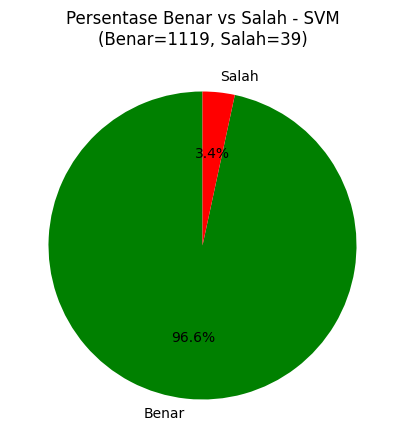 Persentase Benar vs Salah - SVM
(Benar=1119, Salah=39)
Salah
3.4%
96.6%
Benar